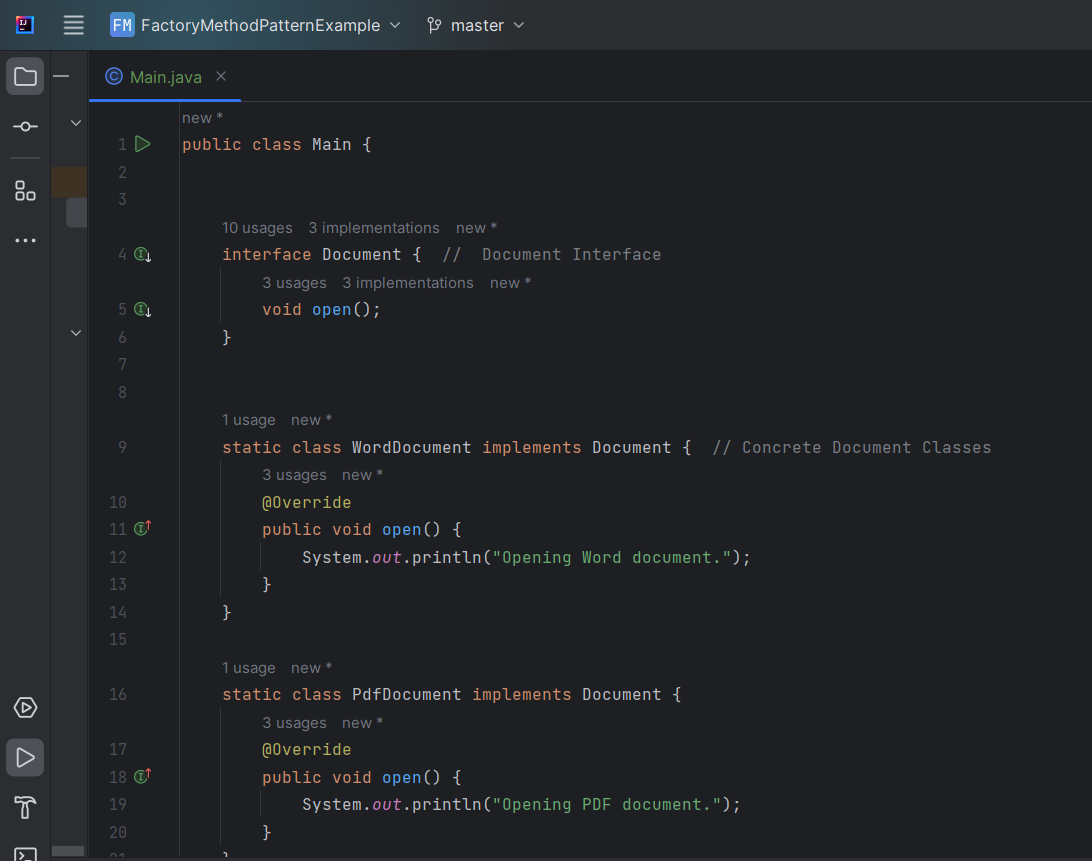 FM FactoryMethodPatternExample master
Main.java
new *
1 public class Main {
2
3
10 usages 3 implementations new *
4 interface Document { // Document Interface
3 usages 3 implementations new *
5 void open();
6 }
7
8
1 usage new *
9 static class WordDocument implements Document { // Concrete Document Classes
3 usages new *
10 @Override
11 public void open() {
12 System.out.println("Opening Word document.");
13 }
14 }
15
1 usage new *
16 static class PdfDocument implements Document {
3 usages new *
17 @Override
18 public void open() {
19 System.out.println("Opening PDF document.");
20 }